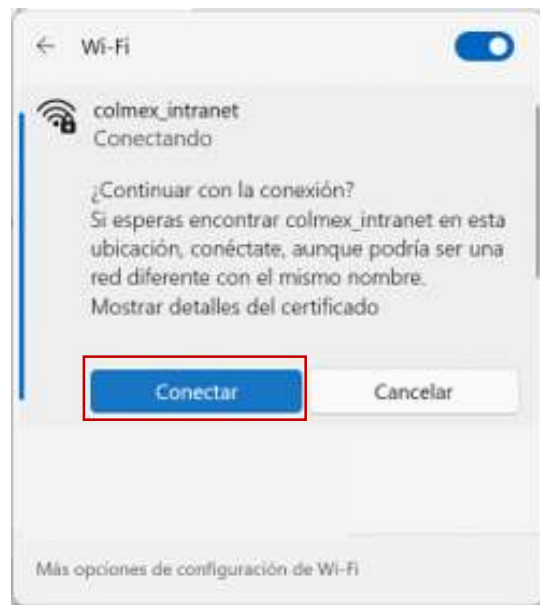 Wi-Fi
colmex_intranet
Conectando
¿Continuar con la conexión?
Si esperas encontrar colmex_intranet en esta
ubicación, conéctate, aunque podría ser una
red diferente con el mismo nombre.
Mostrar detalles del certificado
Conectar Cancelar
Más opciones de configuración de Wi-Fi